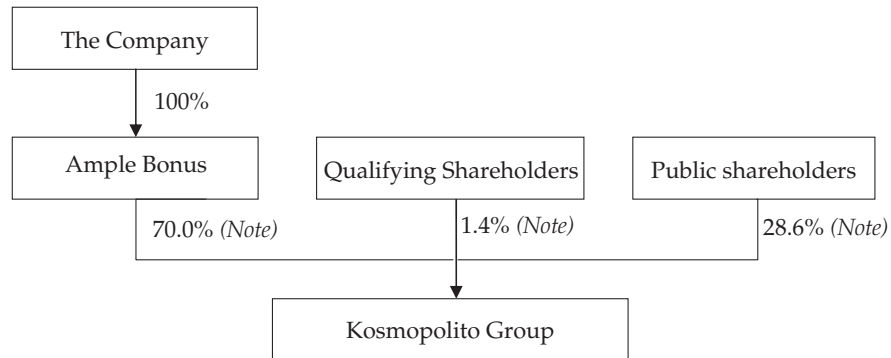 The Company
100%
Ample Bonus
Qualifying Shareholders
Public shareholders
70.0% (Note)
1.4% (Note)
28.6% (Note)
Kosmopolito Group